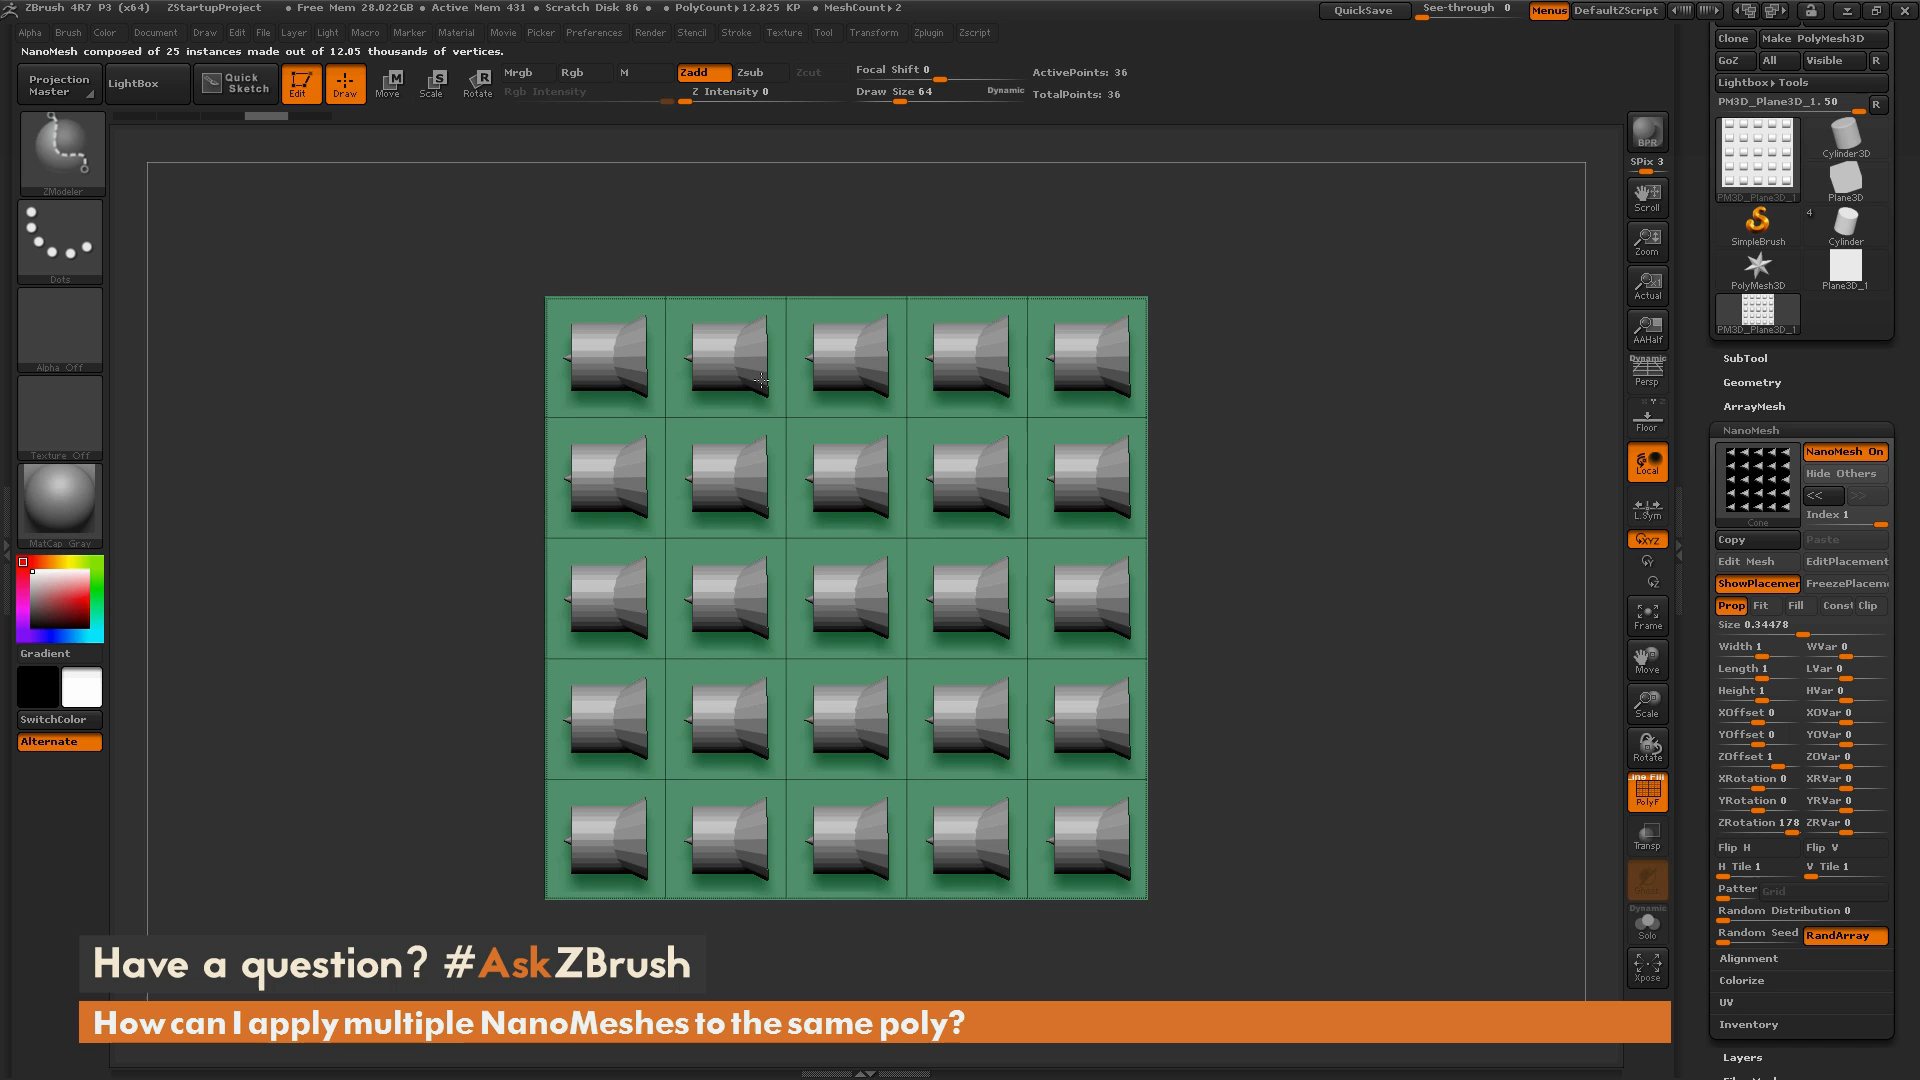 ZBrush 4R7 P3 (x64) ZStartupProject • Free Mem 28.022GB • Active Mem 431 • Scratch Disk 86 • • PolyCount▸12.825 KP • MeshCount▸2 QuickSave See-through 0 Menus DefaultZScript
Alpha Brush Color Document Draw Edit File Layer Light Macro Marker Material Movie Picker Preferences Render Stencil Stroke Texture Tool Transform Zplugin Zscript
NanoMesh composed of 25 instances made out of 12.05 thousands of vertices.
Projection Master
LightBox
Quick Sketch
Edit
Draw
Move
Scale
Rotate
Mrgb Rgb M Zadd Zsub Zcut
Rgb Intensity Z Intensity 0
Focal Shift 0
Draw Size 64 Dynamic
ActivePoints: 36
TotalPoints: 36
ZModeler
Dots
Alpha Off
Texture Off
MatCap Gray
Gradient
SwitchColor
Alternate
BPR
SPix 3
Scroll
Zoom
Actual
AAHalf
Dynamic
Persp
Floor
Local
L.Sym
XYZ
Y
Z
Frame
Move
Scale
Rotate
Line Fill
PolyF
Transp
Dynamic
Solo
Xpose
Clone Make PolyMesh3D
GoZ All Visible R
Lightbox▸Tools
PM3D_Plane3D_1. 50 R
Cylinder3D
PM3D_Plane3D_1 Plane3D
4
SimpleBrush Cylinder
PolyMesh3D Plane3D_1
PM3D_Plane3D_1
SubTool
Geometry
ArrayMesh
NanoMesh
NanoMesh On
Hide Others
<< >>
Cone Index 1
Copy Paste
Edit Mesh EditPlacement
ShowPlacemen FreezePlacem
Prop Fit Fill Const Clip
Size 0.34478
Width 1 WVar 0
Length 1 LVar 0
Height 1 HVar 0
XOffset 0 XOVar 0
YOffset 0 YOVar 0
ZOffset 1 ZOVar 0
XRotation 0 XRVar 0
YRotation 0 YRVar 0
ZRotation 178 ZRVar 0
Flip H Flip V
H Tile 1 V Tile 1
Patter Grid
Random Distribution 0
Random Seed RandArray
Alignment
Colorize
UV
Inventory
Layers
Have a question? #AskZBrush
How can I apply multiple NanoMeshes to the same poly?